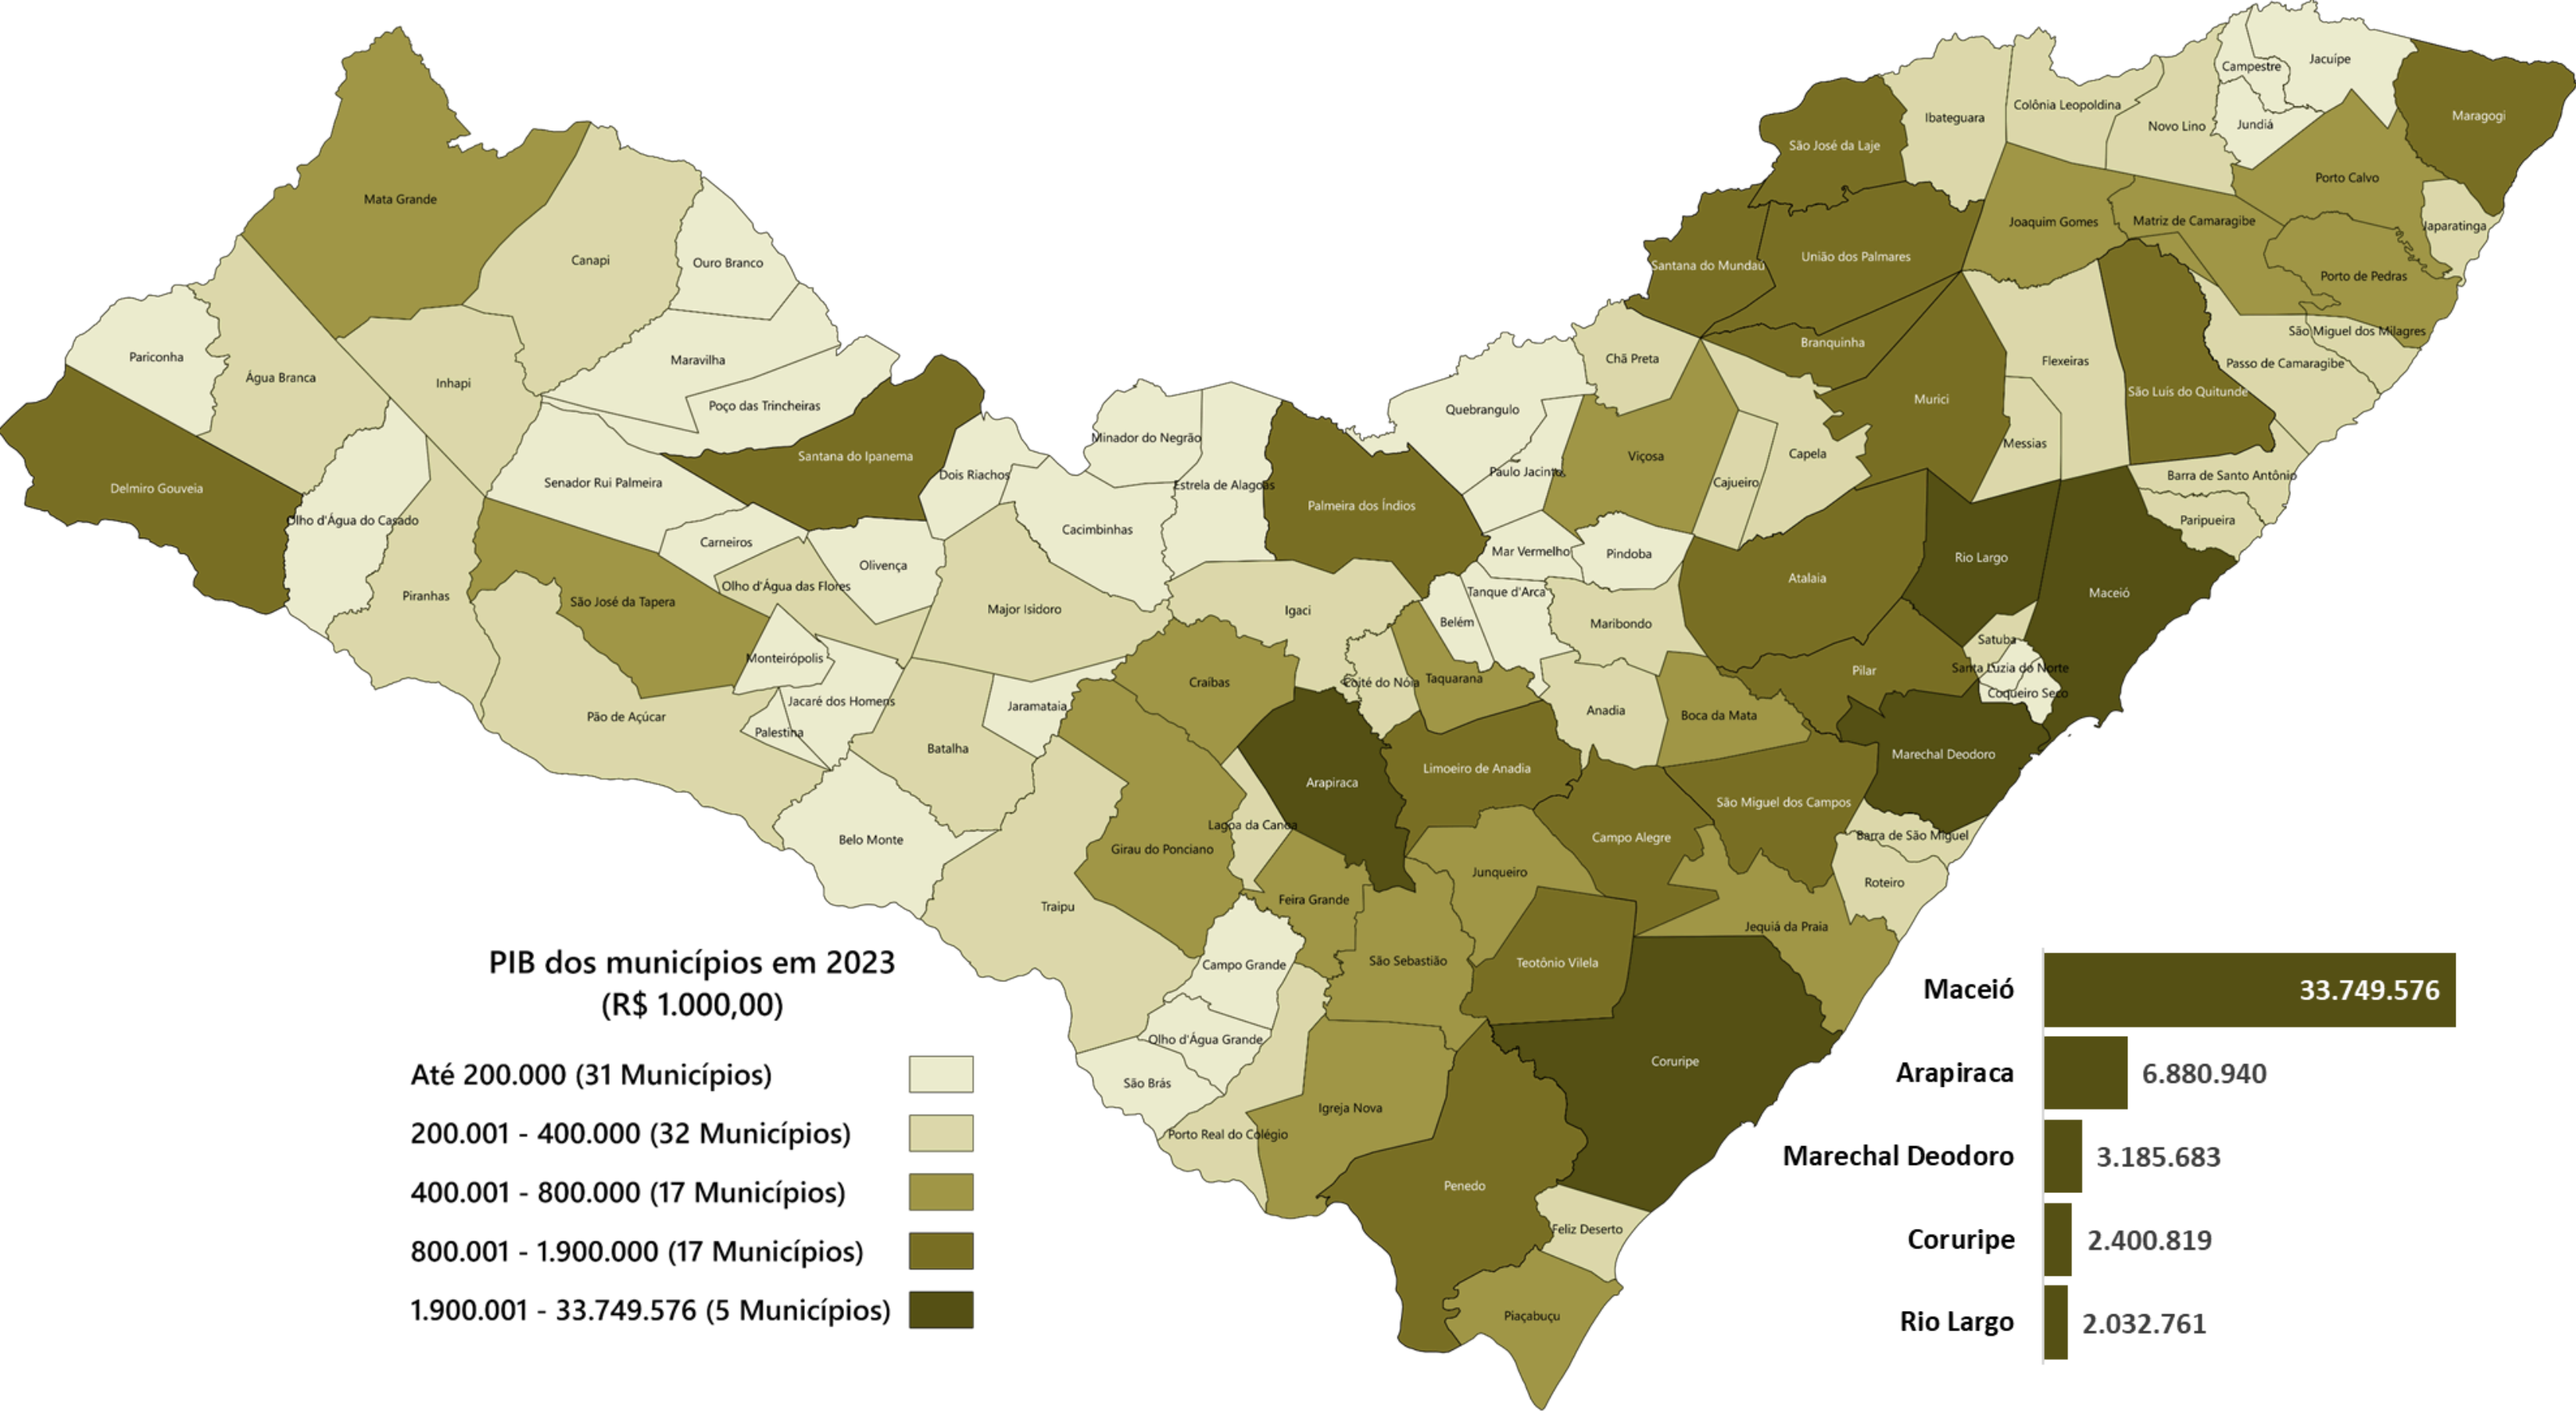 Jacuípe
Campestre
Maragogi
Colônia Leopoldina
Ibateguara
Jundiá
Novo Lino
São José da Laje
Porto Calvo
Mata Grande
Matriz de Camaragibe
Joaquim Gomes
Japaratinga
União dos Palmares
Canapi
Ouro Branco
Santana do Mundaú
Porto de Pedras
São Miguel dos Milagres
Branquinha
Pariconha
Chã Preta
Maravilha
Flexeiras
Passo de Camaragibe
Água Branca
Inhapi
São Luís do Quitunde
Murici
Poço das Trincheiras
Quebrangulo
Minador do Negrão
Messias
Capela
Santana do Ipanema
Viçosa
Paulo Jacinto
Dois Riachos
Barra de Santo Antônio
Senador Rui Palmeira
Cajueiro
Estrela de Alagoas
Delmiro Gouveia
Palmeira dos Índios
Olho d'Água do Casado
Paripueira
Cacimbinhas
Carneiros
Mar Vermelho
Pindoba
Rio Largo
Olivença
Atalaia
Olho d'Água das Flores
Tanque d'Arca
Maceió
Piranhas
São José da Tapera
Major Isidoro
Igaci
Belém
Maribondo
Satuba
Monteirópolis
Santa Luzia do Norte
Pilar
Taquarana
Craíbas
Coité do Nóia
Coqueiro Seco
Jacaré dos Homens
Jaramataia
Anadia
Boca da Mata
Pão de Açúcar
Palestina
Batalha
Marechal Deodoro
Limoeiro de Anadia
Arapiraca
São Miguel dos Campos
Lagoa da Canoa
Barra de São Miguel
Campo Alegre
Belo Monte
Girau do Ponciano
Junqueiro
Roteiro
Feira Grande
Traipu
Jequiá da Praia
São Sebastião
Teotônio Vilela
Campo Grande
Olho d'Água Grande
Coruripe
São Brás
Igreja Nova
Porto Real do Colégio
Penedo
Feliz Deserto
Piaçabuçu
PIB dos municípios em 2023
(R$ 1.000,00)
Até 200.000 (31 Municípios)
200.001 - 400.000 (32 Municípios)
400.001 - 800.000 (17 Municípios)
800.001 - 1.900.000 (17 Municípios)
1.900.001 - 33.749.576 (5 Municípios)
Maceió 33.749.576
Arapiraca 6.880.940
Marechal Deodoro 3.185.683
Coruripe 2.400.819
Rio Largo 2.032.761